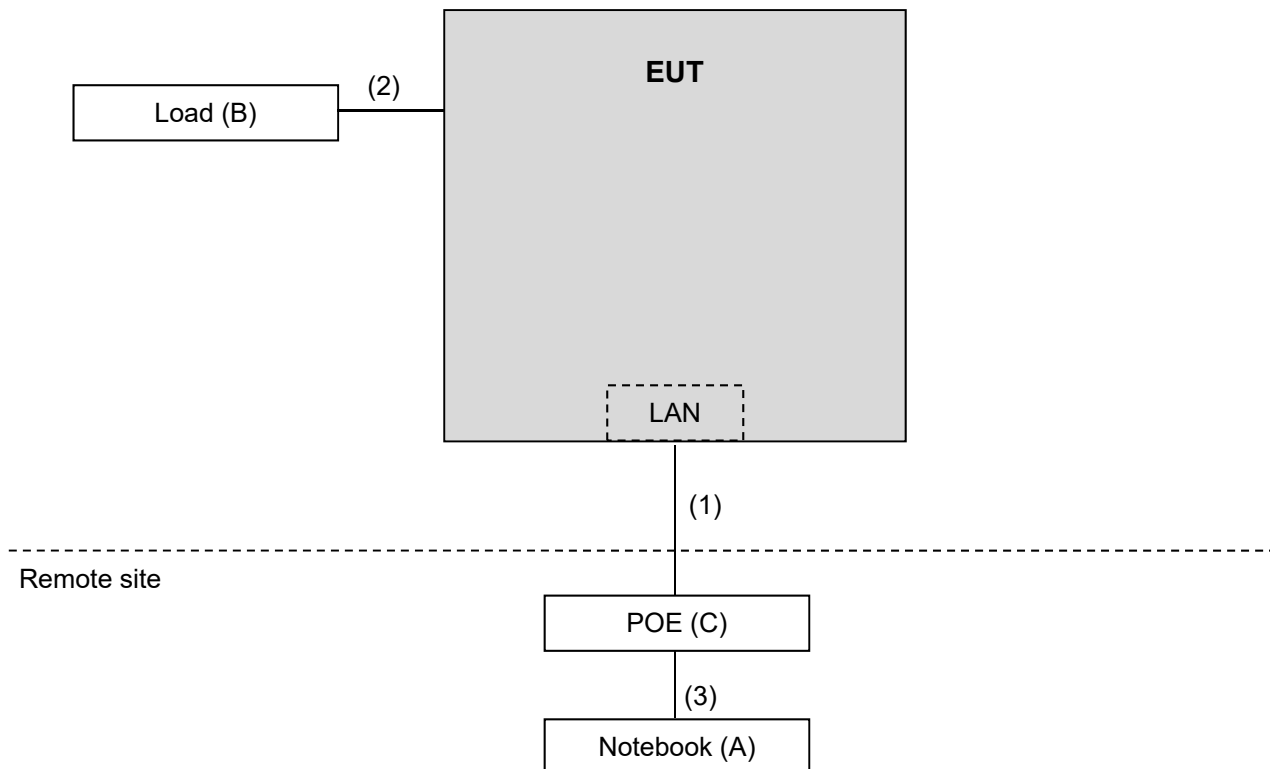 EUT
(2)
Load (B)
LAN
(1)
Remote site
POE (C)
(3)
Notebook (A)